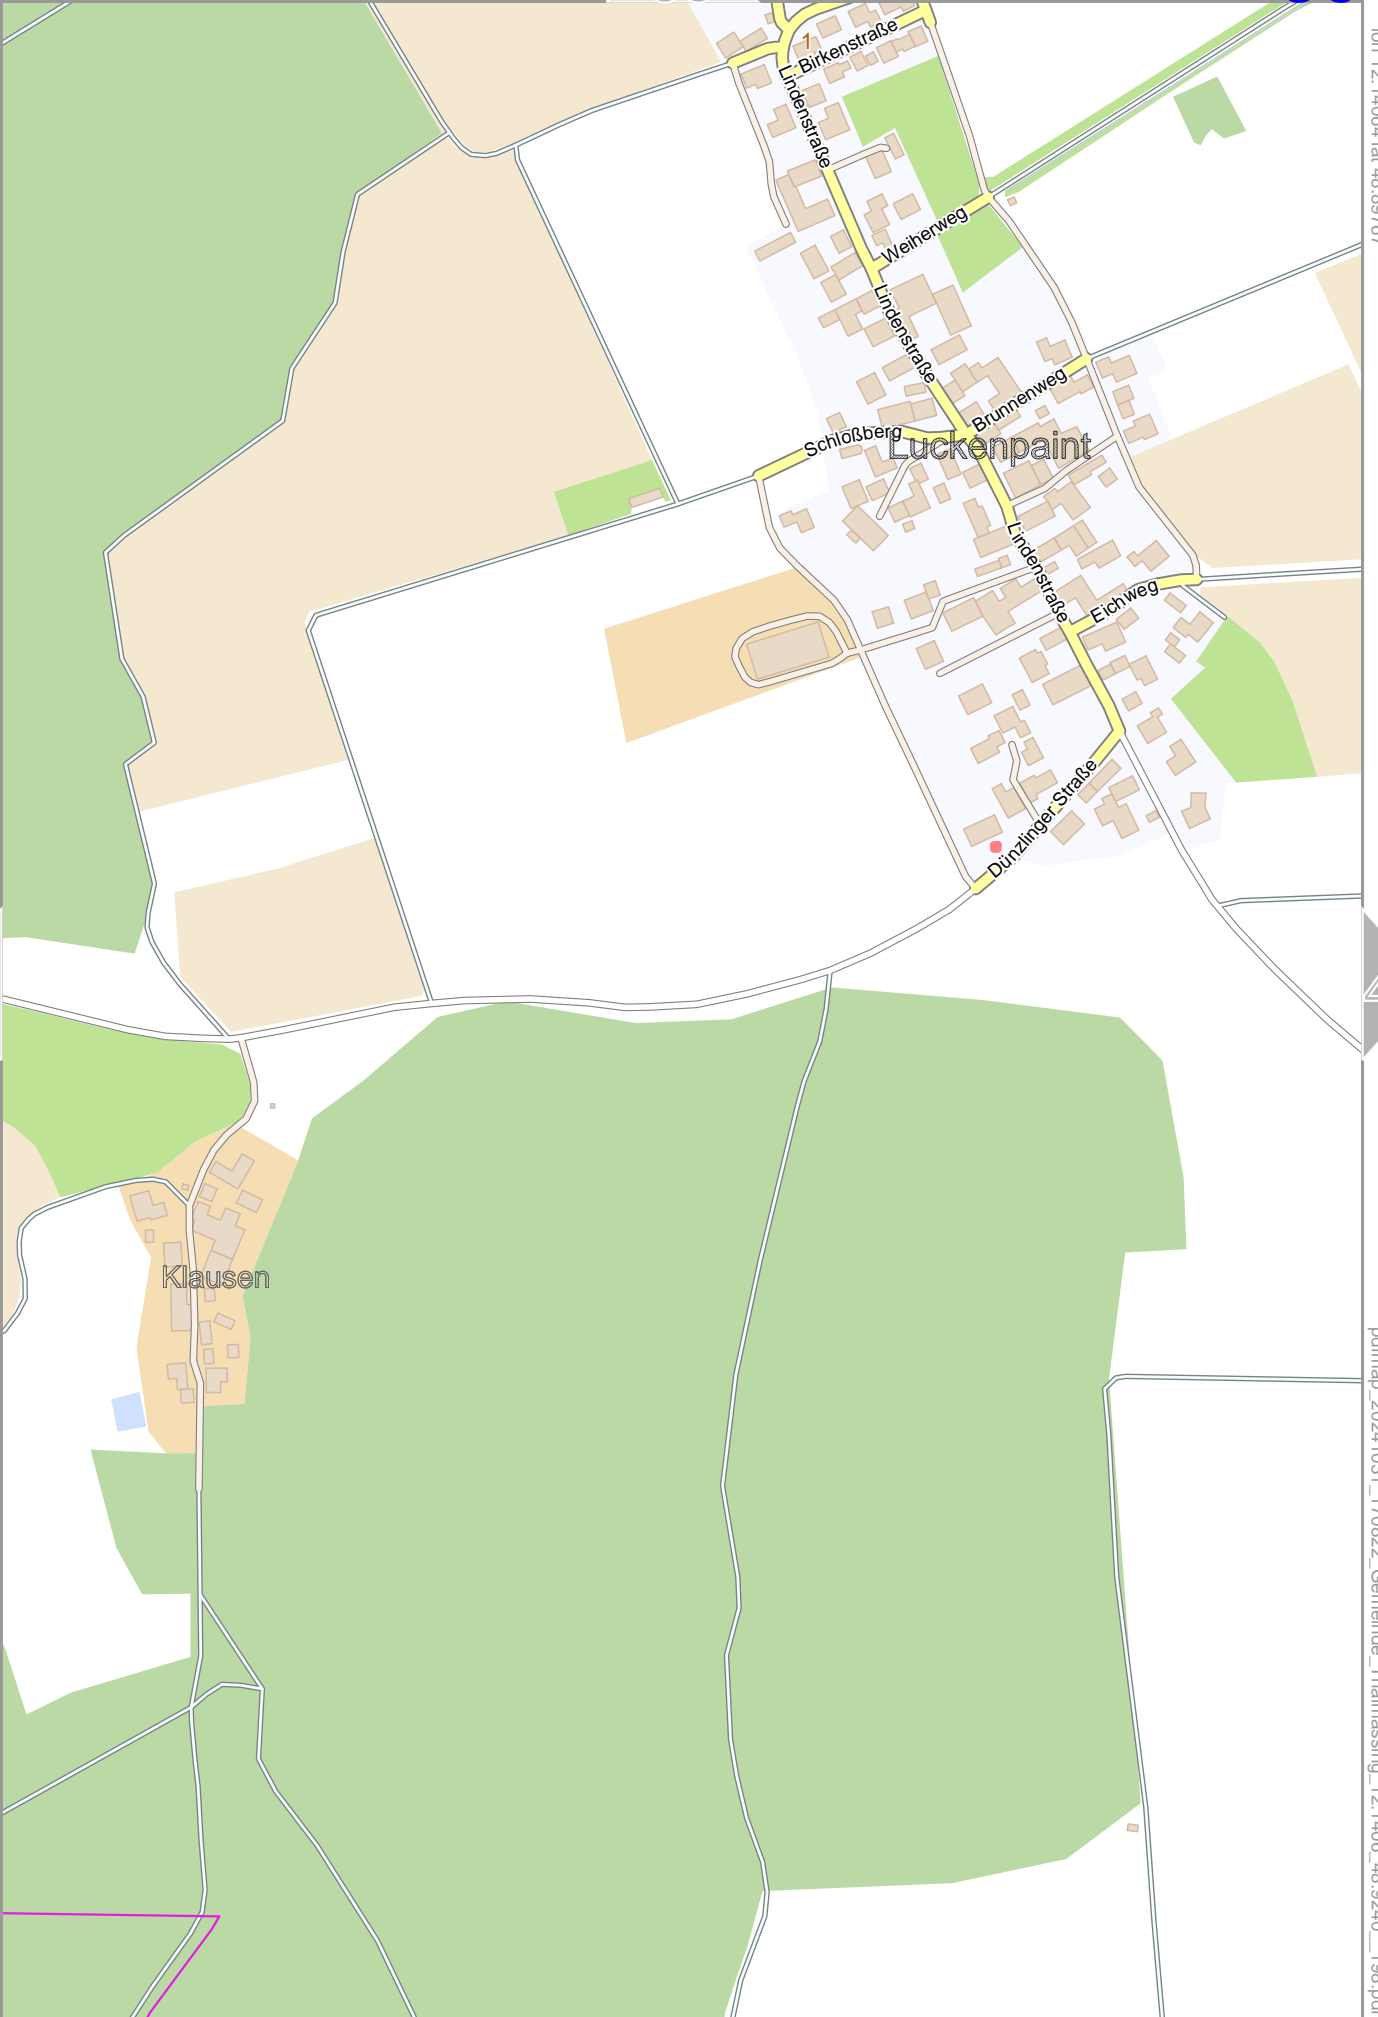 1
Birkenstraße
Lindenstraße
Weiherweg
Lindenstraße
Brunnenweg
Schloßberg
Luckenpaint
Lindenstraße
Eichweg
Dünzlinger Straße
Klausen